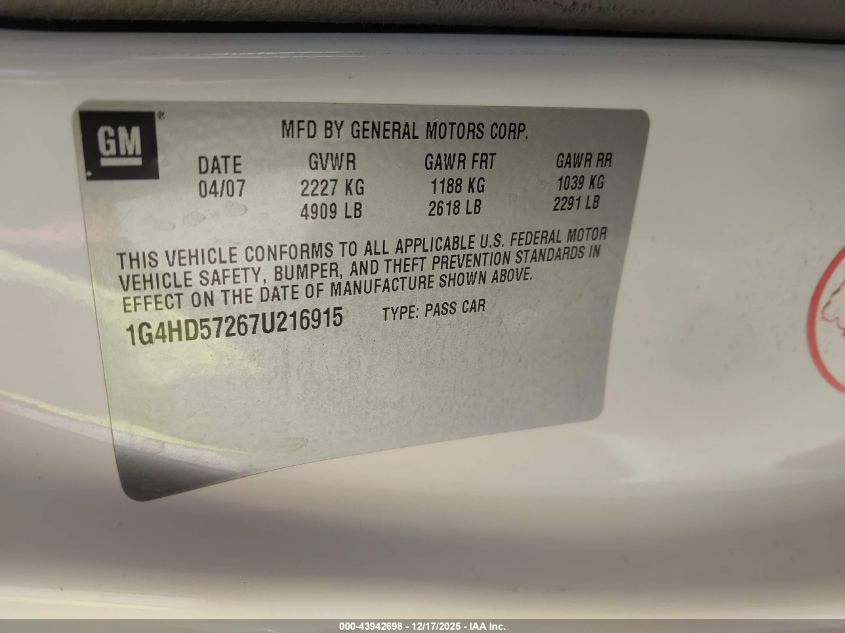 GM®
MFD BY GENERAL MOTORS CORP.
DATE GVWR GAWR FRT GAWR RR
04/07 2227 KG 1188 KG 1039 KG
4909 LB 2618 LB 2291 LB
THIS VEHICLE CONFORMS TO ALL APPLICABLE U.S. FEDERAL MOTOR
VEHICLE SAFETY, BUMPER, AND THEFT PREVENTION STANDARDS IN
EFFECT ON THE DATE OF MANUFACTURE SHOWN ABOVE.
1G4HD57267U216915 TYPE: PASS CAR
000-43942698 - 12/17/2025 - IAA Inc.